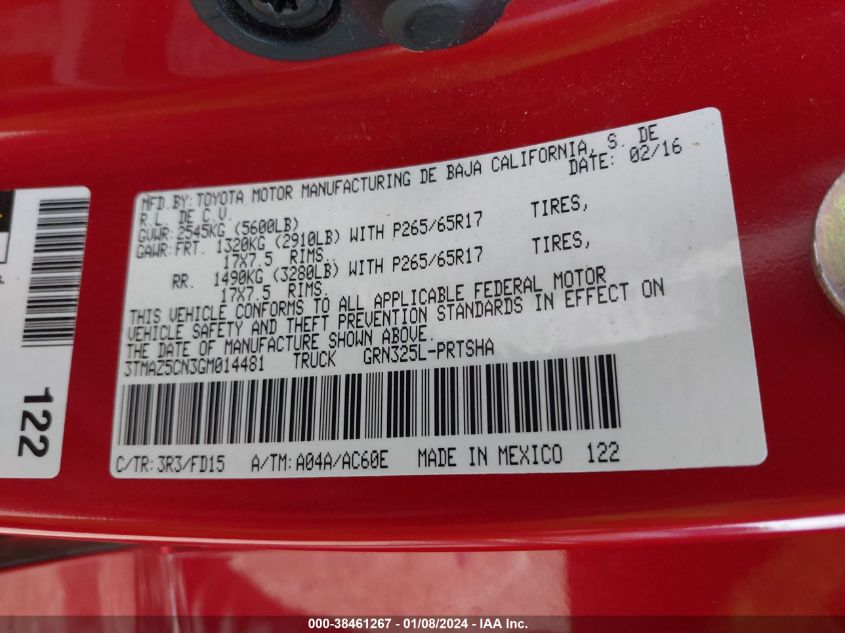 MFD.BY:TOYOTA MOTOR MANUFACTURING DE BAJA CALIFORNIA, S. DE
R.L. DE C.V. DATE: 02/16
GVWR:2545KG (5600LB)
GAWR:FRT. 1320KG (2910LB) WITH P265/65R17 TIRES,
17X7.5 RIMS.
RR. 1490KG (3280LB) WITH P265/65R17 TIRES,
17X7.5 RIMS.
THIS VEHICLE CONFORMS TO ALL APPLICABLE FEDERAL MOTOR
VEHICLE SAFETY AND THEFT PREVENTION STANDARDS IN EFFECT ON
THE DATE OF MANUFACTURE SHOWN ABOVE.
3TMAZ5CN3GM014481 TRUCK GRN325L-PRTSHA
C/TR: 3R3/FD15 A/TM: A04A/AC60E MADE IN MEXICO 122
122
000-38461267 - 01/08/2024 - IAA Inc.